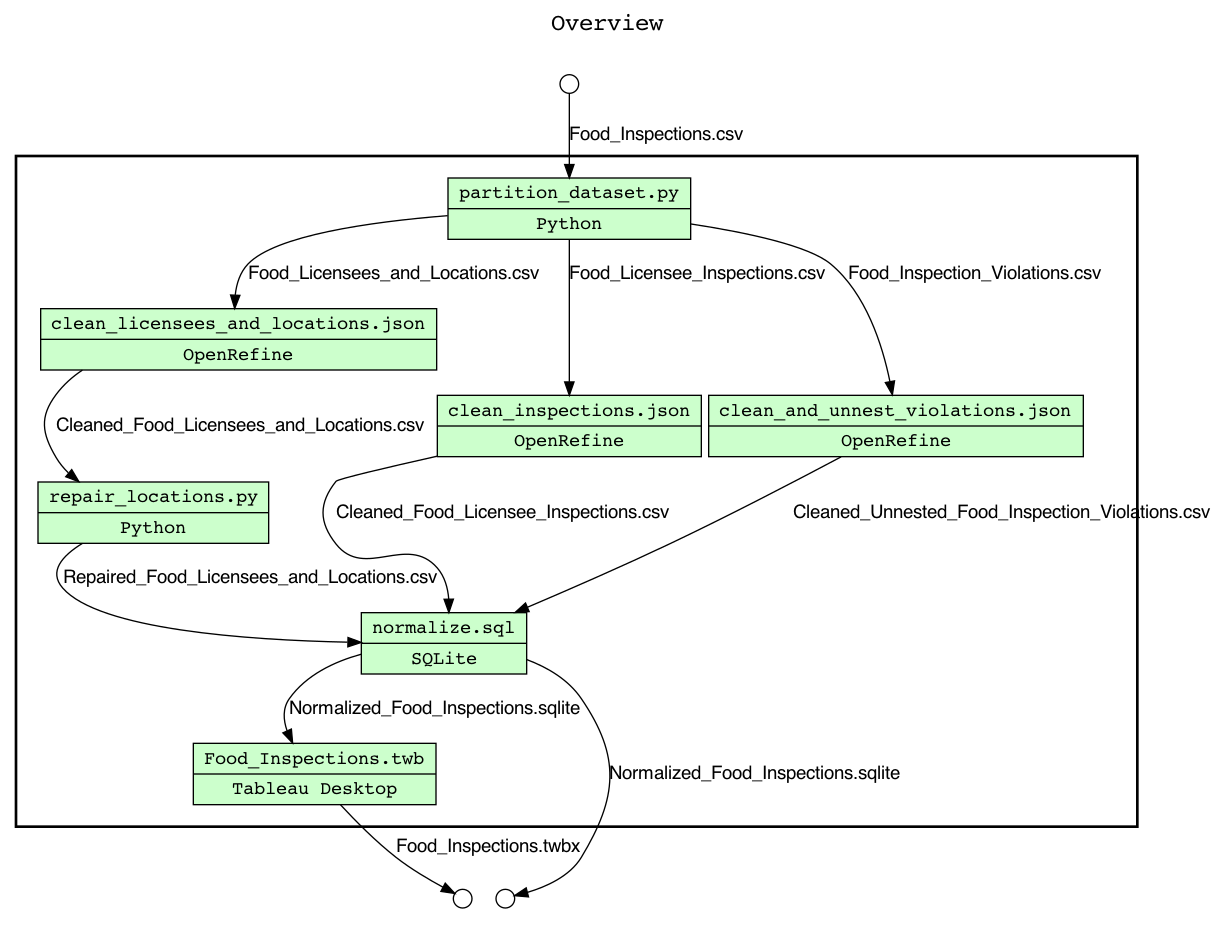 Overview
Food_Inspections.csv
partition_dataset.py
Python
Food_Licensees_and_Locations.csv
Food_Licensee_Inspections.csv
Food_Inspection_Violations.csv
clean_licensees_and_locations.json
OpenRefine
clean_inspections.json
OpenRefine
clean_and_unnest_violations.json
OpenRefine
Cleaned_Food_Licensees_and_Locations.csv
repair_locations.py
Python
Cleaned_Food_Licensee_Inspections.csv
Cleaned_Unnested_Food_Inspection_Violations.csv
Repaired_Food_Licensees_and_Locations.csv
normalize.sql
SQLite
Normalized_Food_Inspections.sqlite
Food_Inspections.twb
Tableau Desktop
Normalized_Food_Inspections.sqlite
Food_Inspections.twbx